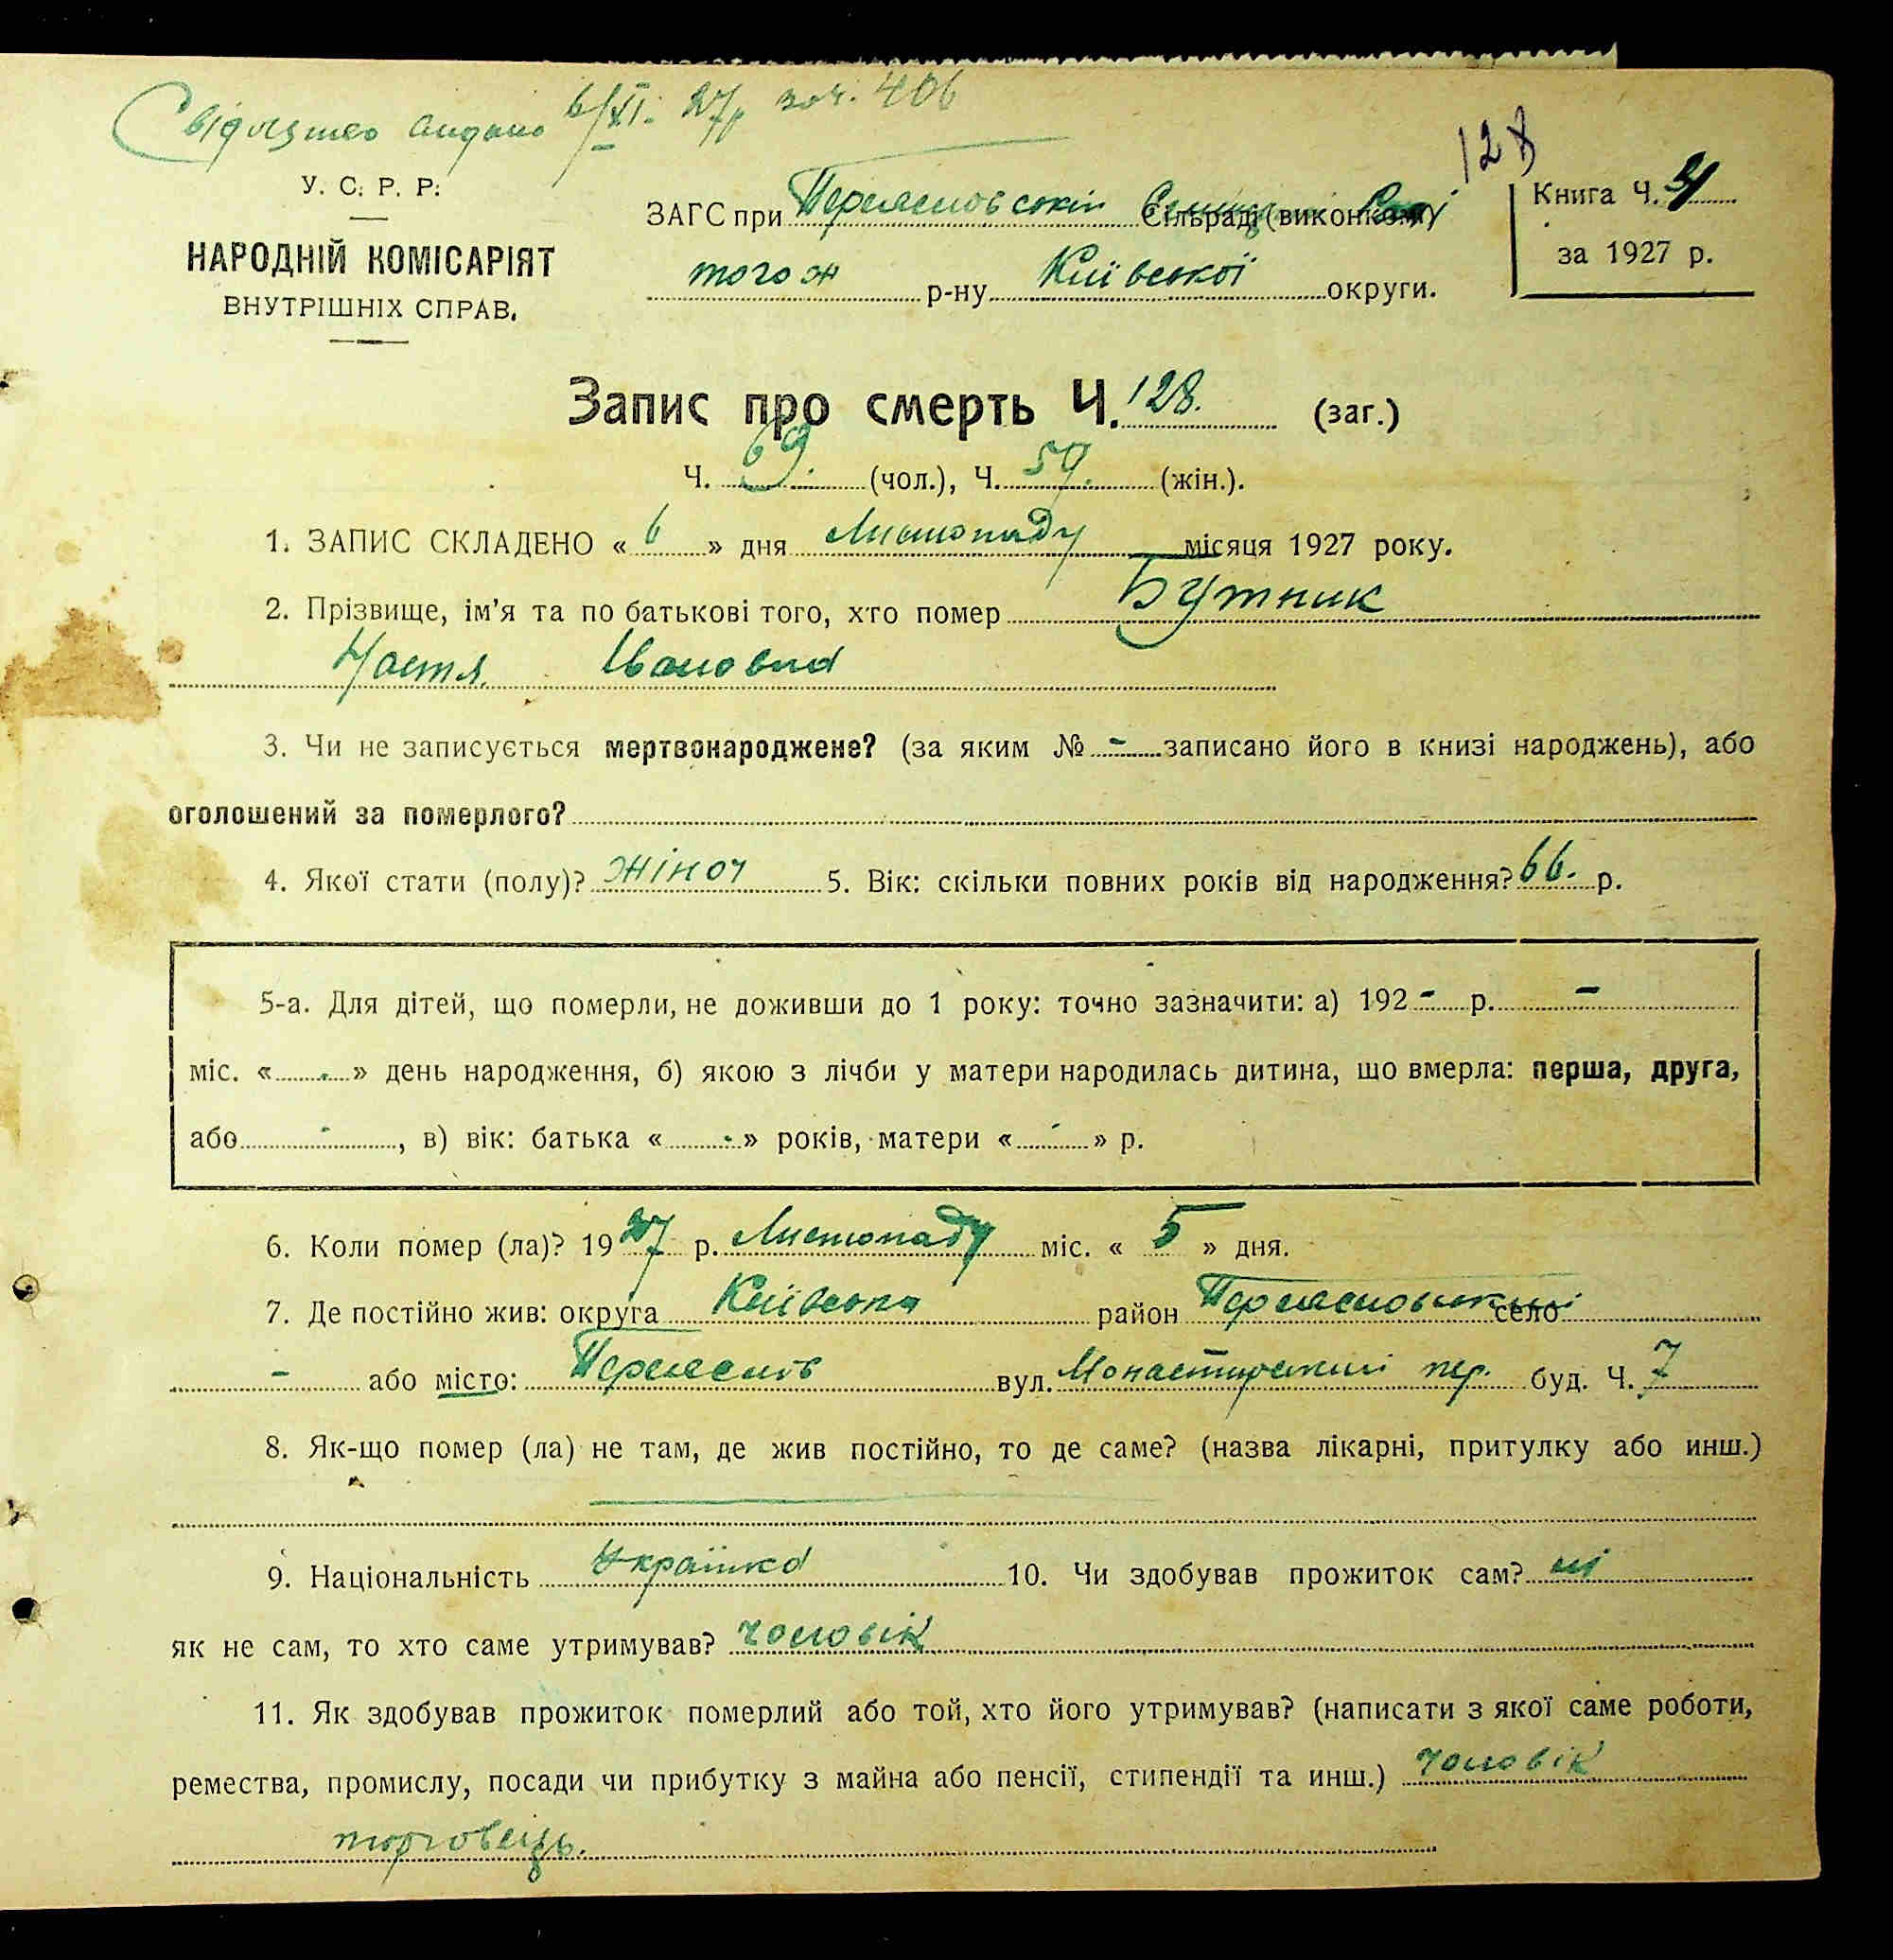 Свідоцтво видано 6/XI. 27р зоч. 406
128
У. С. Р. Р.
НАРОДНІЙ КОМІСАРІЯТ
ВНУТРІШНІХ СПРАВ.
ЗАГС при Переяславській Сільраді (виконкому)
того ж р-ну Київської округи.
Книга Ч.
за 1927 р.
Запис про смерть Ч. 128. (заг.)
Ч. 69. (чол.), Ч. 59. (жін.).
1. ЗАПИС СКЛАДЕНО « 6 » дня Листопаду місяця 1927 року.
2. Прізвище, ім'я та по батькові того, хто помер Бутник
Настя Івановна
3. Чи не записується мертвонароджене? (за яким № - записано його в книзі народжень), або
оголошений за померлого?
4. Якої стати (полу)? жіноч 5. Вік: скільки повних років від народження? 66. р.
5-а. Для дітей, що померли, не доживши до 1 року: точно зазначити: а) 192 - р. -
міс. « - » день народження, б) якою з лічби у матери народилась дитина, що вмерла: перша, друга,
або - , в) вік: батька « - » років, матери « - » р.
6. Коли помер (ла)? 1927 р. Листопаду міс. « 5 » дня.
7. Де постійно жив: округа Київська район Переяславський село
- або місто: Переяслів вул. Монастирський пер. буд. Ч. 7
8. Як-що помер (ла) не там, де жив постійно, то де саме? (назва лікарні, притулку або инш.)
9. Національність Українка 10. Чи здобував прожиток сам? ні
як не сам, то хто саме утримував? чоловік
11. Як здобував прожиток померлий або той, хто його утримував? (написати з якої саме роботи,
ремества, промислу, посади чи прибутку з майна або пенсії, стипендії та инш.) чоловік
торговець.